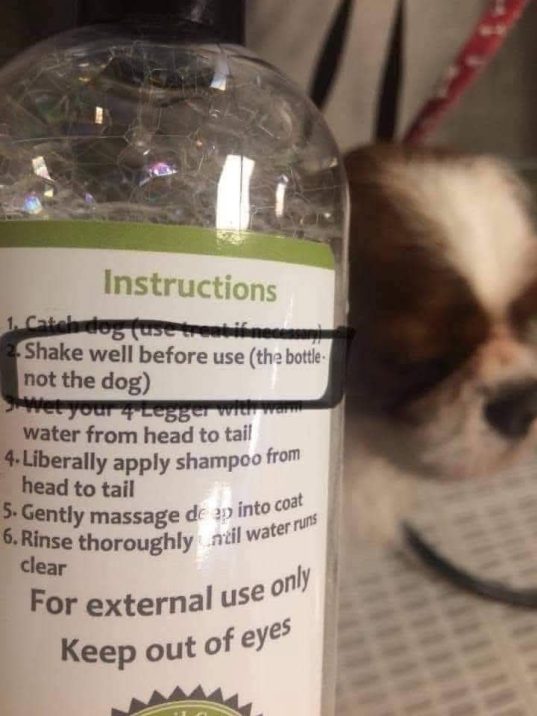 Instructions
1. Catch dog (use treat if necessary)
2. Shake well before use (the bottle-
not the dog)
3. Wet your 4-Legger with warm
water from head to tail
4. Liberally apply shampoo from
head to tail
5. Gently massage deep into coat
6. Rinse thoroughly until water runs
clear
For external use only
Keep out of eyes